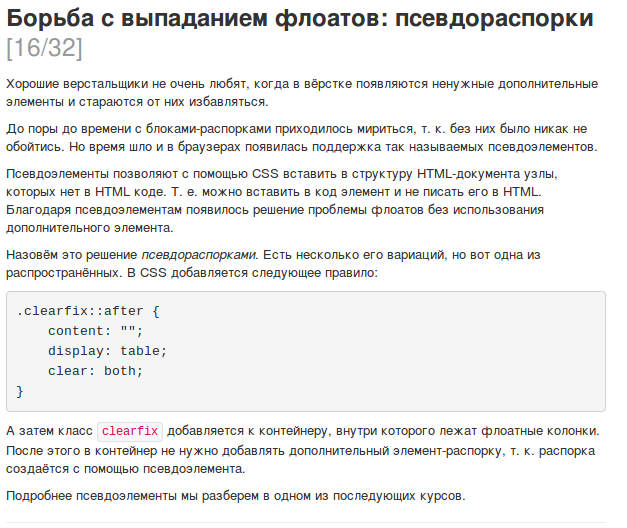 Борьба с выпаданием флоатов: псевдораспорки
[16/32]
Хорошие верстальщики не очень любят, когда в вёрстке появляются ненужные дополнительные
элементы и стараются от них избавляться.
До поры до времени с блоками-распорками приходилось мириться, т. к. без них было никак не
обойтись. Но время шло и в браузерах появилась поддержка так называемых псевдоэлементов.
Псевдоэлементы позволяют с помощью CSS вставить в структуру HTML-документа узлы,
которых нет в HTML коде. Т. е. можно вставить в код элемент и не писать его в HTML.
Благодаря псевдоэлементам появилось решение проблемы флоатов без использования
дополнительного элемента.
Назовём это решение псевдораспорками. Есть несколько его вариаций, но вот одна из
распространённых. В CSS добавляется следующее правило:
.clearfix::after {
    content: "";
    display: table;
    clear: both;
}
А затем класс clearfix добавляется к контейнеру, внутри которого лежат флоатные колонки.
После этого в контейнер не нужно добавлять дополнительный элемент-распорку, т. к. распорка
создаётся с помощью псевдоэлемента.
Подробнее псевдоэлементы мы разберем в одном из последующих курсов.